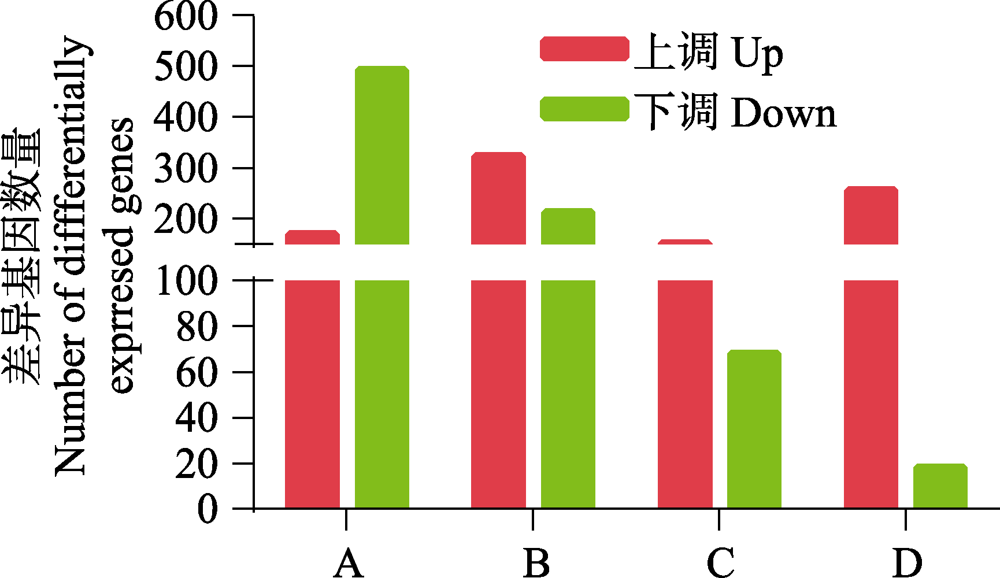 差异基因数量
Number of diffferentially
exprresed genes
600
500
400
300
200
100
80
60
40
20
0
上调 Up
下调 Down
A
B
C
D